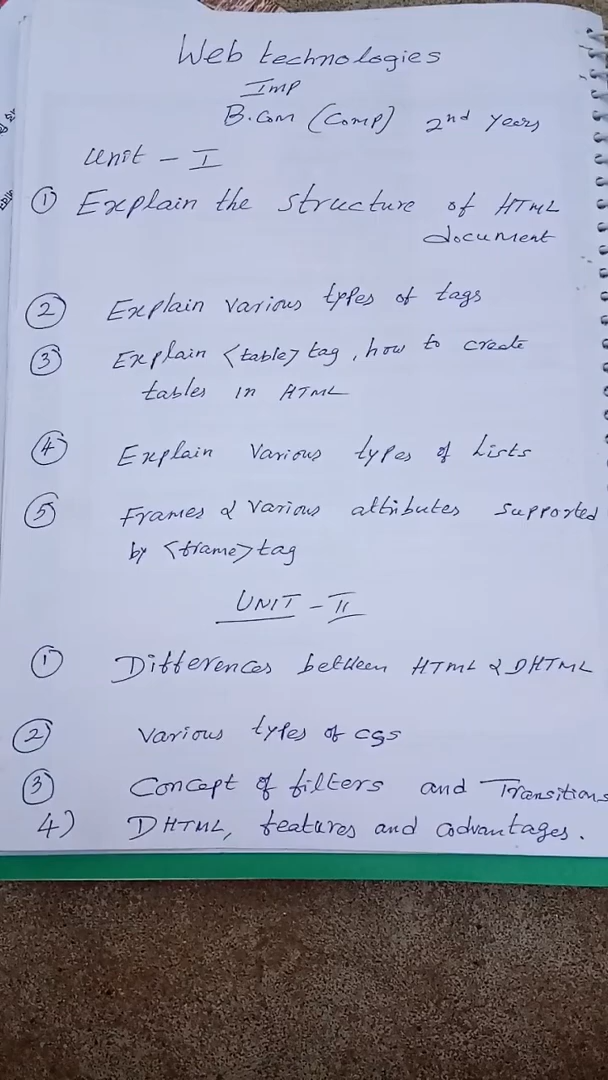 Web technologies
Imp
B.Com (Comp) 2nd years
Unit - I
① Explain the structure of HTML
document
② Explain various types of tags
③ Explain <table> tag, how to create
tables in HTML
④ Explain Various types of Lists
⑤ Frames & Various attributes supported
by <frame> tag
UNIT - II
① Differences between HTML & DHTML
② Various types of CSS
③ Concept of filters and Transitions
4) DHTML, features and advantages.